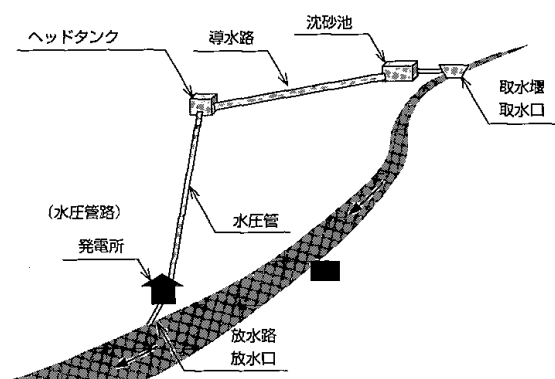 ヘッドタンク
導水路
沈砂池
取水堰
取水口
(水圧管路)
発電所
水圧管
放水路
放水口